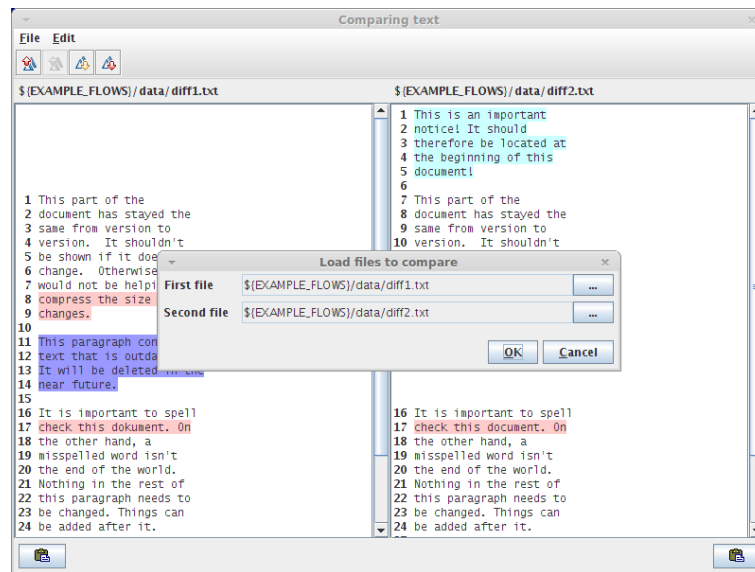 Comparing text
File Edit
${EXAMPLE_FLOWS}/data/diff1.txt
1 This part of the
2 document has stayed the
3 same from version to
4 version.  It shouldn't
5 be shown if it doe
6 change.  Otherwise
7 would not be helpi
8 compress the size
9 changes.
10
11 This paragraph con
12 text that is outda
13 It will be deleted in the
14 near future.
15
16 It is important to spell
17 check this dokument. On
18 the other hand, a
19 misspelled word isn't
20 the end of the world.
21 Nothing in the rest of
22 this paragraph needs to
23 be changed. Things can
24 be added after it.
${EXAMPLE_FLOWS}/data/diff2.txt
1 This is an important
2 notice! It should
3 therefore be located at
4 the beginning of this
5 document!
6
7 This part of the
8 document has stayed the
9 same from version to
10 version.  It shouldn't
16 It is important to spell
17 check this document. On
18 the other hand, a
19 misspelled word isn't
20 the end of the world.
21 Nothing in the rest of
22 this paragraph needs to
23 be changed. Things can
24 be added after it.
Load files to compare
First file ${EXAMPLE_FLOWS}/data/diff1.txt ...
Second file ${EXAMPLE_FLOWS}/data/diff2.txt ...
OK Cancel